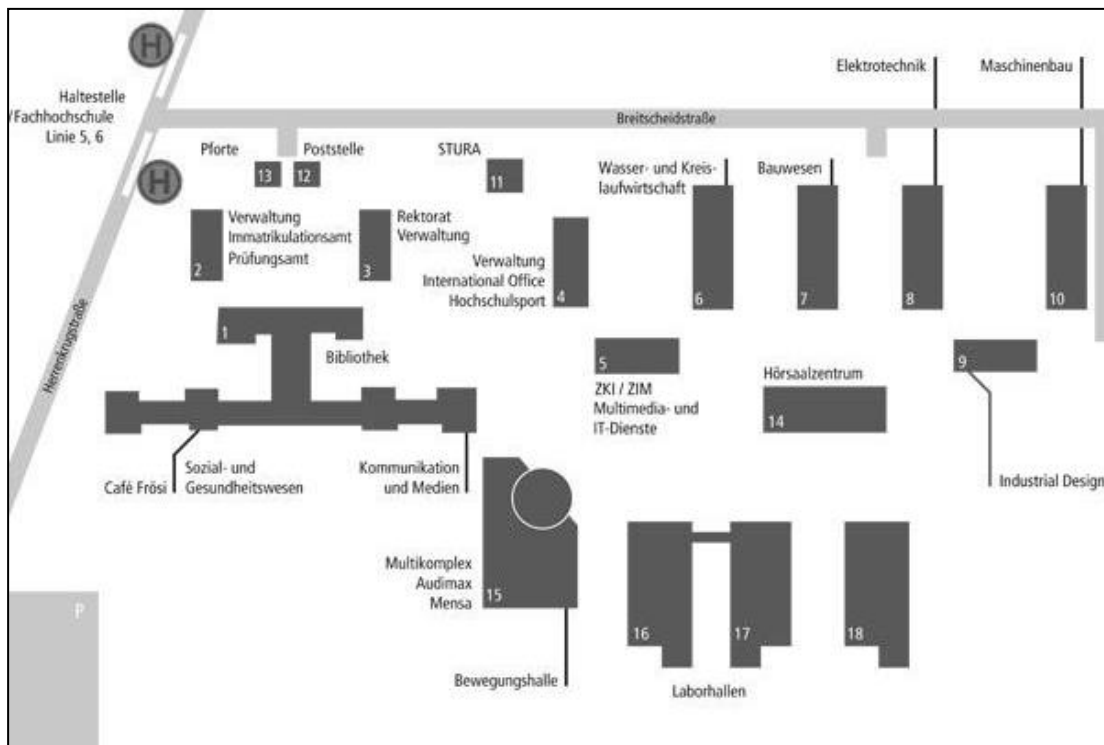 H
Haltestelle
/Fachhochschule
Linie 5, 6
H
Herrenkrugstraße
Breitscheidstraße
Elektrotechnik
Maschinenbau
Pforte
13
Poststelle
12
STURA
11
Wasser- und Kreis-
laufwirtschaft
6
Bauwesen
7
8
10
Verwaltung
Immatrikulationsamt
Prüfungsamt
2
Rektorat
Verwaltung
3
Verwaltung
International Office
Hochschulsport
4
1
Bibliothek
5
ZKI / ZIM
Multimedia- und
IT-Dienste
Hörsaalzentrum
14
9
Industrial Design
Café Frösi
Sozial- und
Gesundheitswesen
Kommunikation
und Medien
Multikomplex
Audimax
Mensa
15
Bewegungshalle
16
17
18
Laborhallen
P